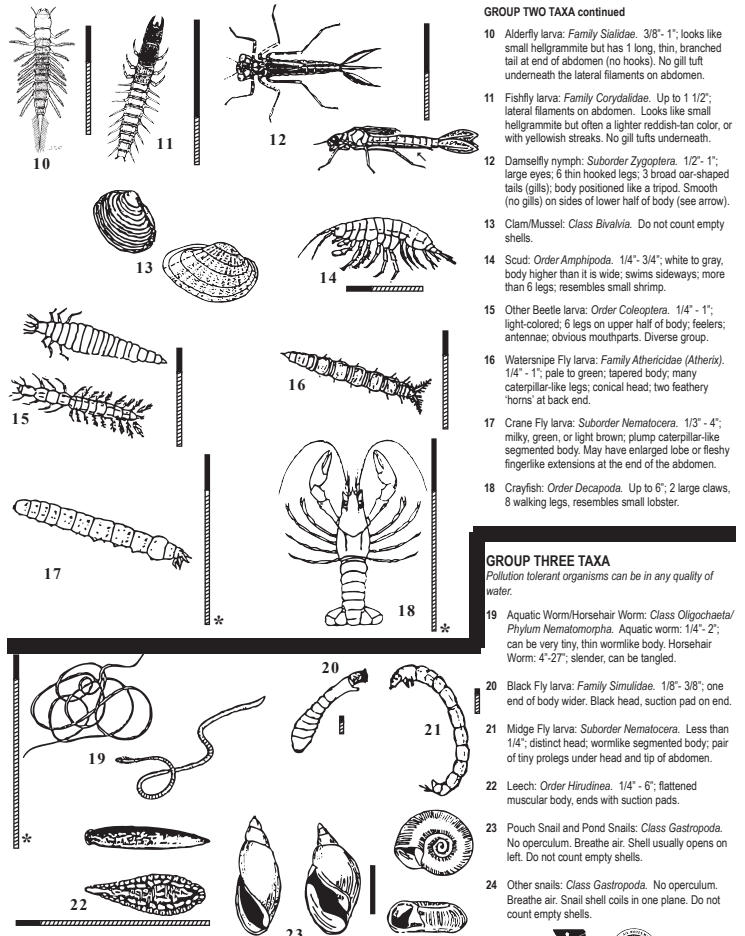 GROUP TWO TAXA continued
10 Alderfly larva: Family Sialidae. 3/8"- 1"; looks like
small hellgrammite but has 1 long, thin, branched
tail at end of abdomen (no hooks). No gill tuft
underneath the lateral filaments on abdomen.
11 Fishfly larva: Family Corydalidae. Up to 1 1/2";
lateral filaments on abdomen. Looks like small
hellgrammite but often a lighter reddish-tan color, or
with yellowish streaks. No gill tufts underneath.
12 Damselfly nymph: Suborder Zygoptera. 1/2"- 1";
large eyes; 6 thin hooked legs; 3 broad oar-shaped
tails (gills); body positioned like a tripod. Smooth
(no gills) on sides of lower half of body (see arrow).
13 Clam/Mussel: Class Bivalvia. Do not count empty
shells.
14 Scud: Order Amphipoda. 1/4"- 3/4"; white to gray,
body higher than it is wide; swims sideways; more
than 6 legs; resembles small shrimp.
15 Other Beetle larva: Order Coleoptera. 1/4" - 1";
light-colored; 6 legs on upper half of body; feelers;
antennae; obvious mouthparts. Diverse group.
16 Watersnipe Fly larva: Family Athericidae (Atherix).
1/4" - 1"; pale to green; tapered body; many
caterpillar-like legs; conical head; two feathery
'horns' at back end.
17 Crane Fly larva: Suborder Nematocera. 1/3" - 4";
milky, green, or light brown; plump caterpillar-like
segmented body. May have enlarged lobe or fleshy
fingerlike extensions at the end of the abdomen.
18 Crayfish: Order Decapoda. Up to 6"; 2 large claws,
8 walking legs, resembles small lobster.
GROUP THREE TAXA
Pollution tolerant organisms can be in any quality of
water.
19 Aquatic Worm/Horsehair Worm: Class Oligochaeta/
Phylum Nematomorpha. Aquatic worm: 1/4"- 2";
can be very tiny, thin wormlike body. Horsehair
Worm: 4"-27"; slender, can be tangled.
20 Black Fly larva: Family Simulidae. 1/8"- 3/8"; one
end of body wider. Black head, suction pad on end.
21 Midge Fly larva: Suborder Nematocera. Less than
1/4"; distinct head; wormlike segmented body; pair
of tiny prolegs under head and tip of abdomen.
22 Leech: Order Hirudinea. 1/4" - 6"; flattened
muscular body, ends with suction pads.
23 Pouch Snail and Pond Snails: Class Gastropoda.
No operculum. Breathe air. Shell usually opens on
left. Do not count empty shells.
24 Other snails: Class Gastropoda. No operculum.
Breathe air. Snail shell coils in one plane. Do not
count empty shells.
10
11
12
13
14
15
16
17
*
18
*
19
*
20
21
22
23